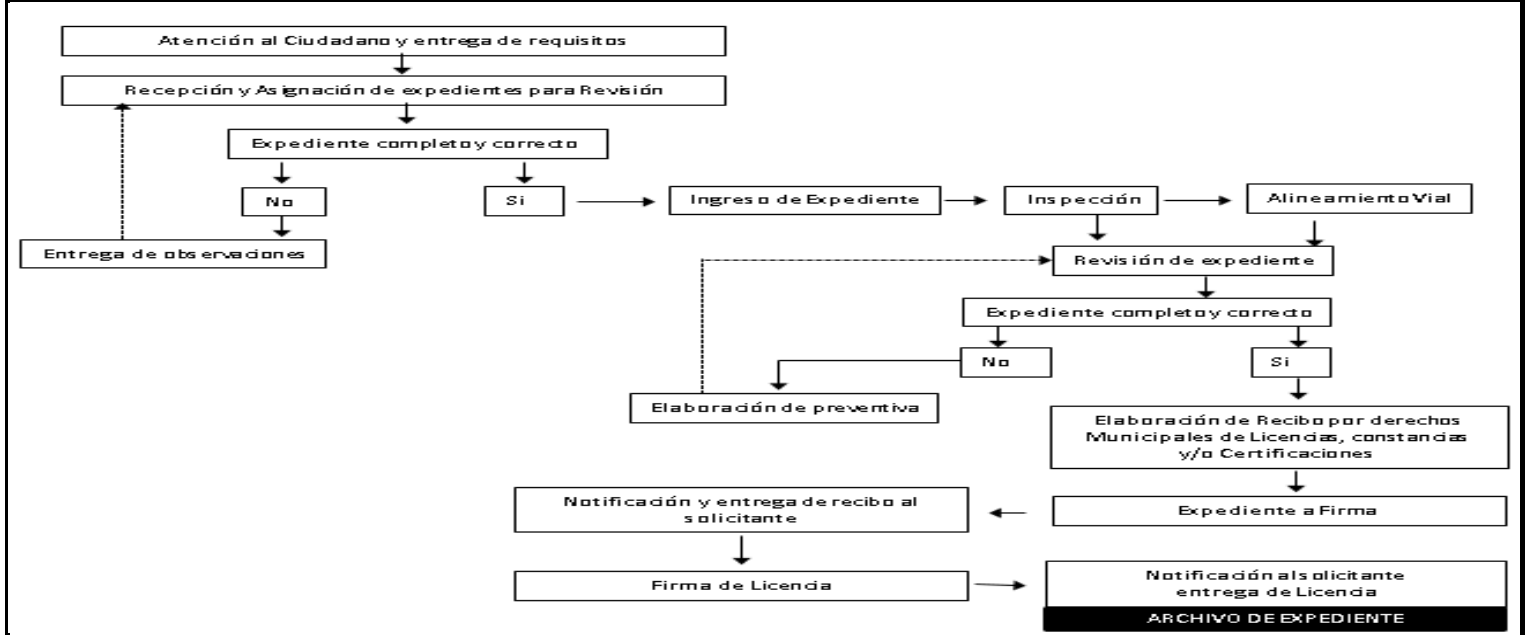 Atención al Ciudadano y entrega de requisitos
Recepción y Asignación de expedientes para Revisión
Expediente completo y correcto
No
Si
Ingreso de Expediente
Inspección
Alineamiento Vial
Entrega de observaciones
Revisión de expediente
Expediente completo y correcto
No
Si
Elaboración de preventiva
Elaboración de Recibo por derechos
Municipales de Licencias, constancias
y/o Certificaciones
Notificación y entrega de recibo al
solicitante
Expediente a Firma
Firma de Licencia
Notificación al solicitante
entrega de Licencia
ARCHIVO DE EXPEDIENTE